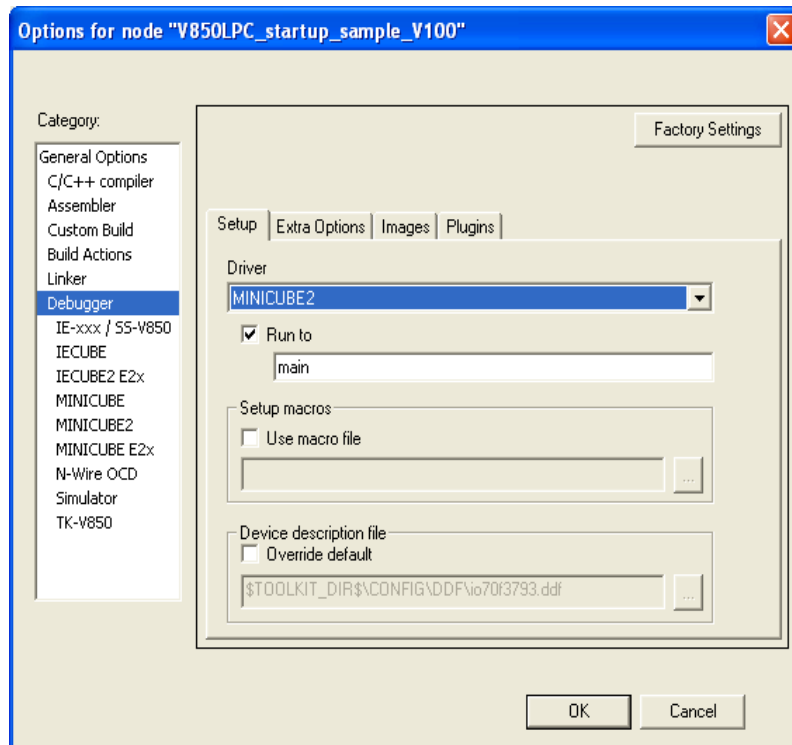 Options for node "V850LPC_startup_sample_V100"
Category:
Factory Settings
General Options
C/C++ compiler
Assembler
Custom Build
Build Actions
Linker
Debugger
IE-xxx / SS-V850
IECUBE
IECUBE2 E2x
MINICUBE
MINICUBE2
MINICUBE E2x
N-Wire OCD
Simulator
TK-V850
Setup Extra Options Images Plugins
Driver
MINICUBE2
Run to
main
Setup macros
Use macro file
...
Device description file
Override default
$TOOLKIT_DIR$\CONFIG\DDF\io70f3793.ddf
...
OK Cancel